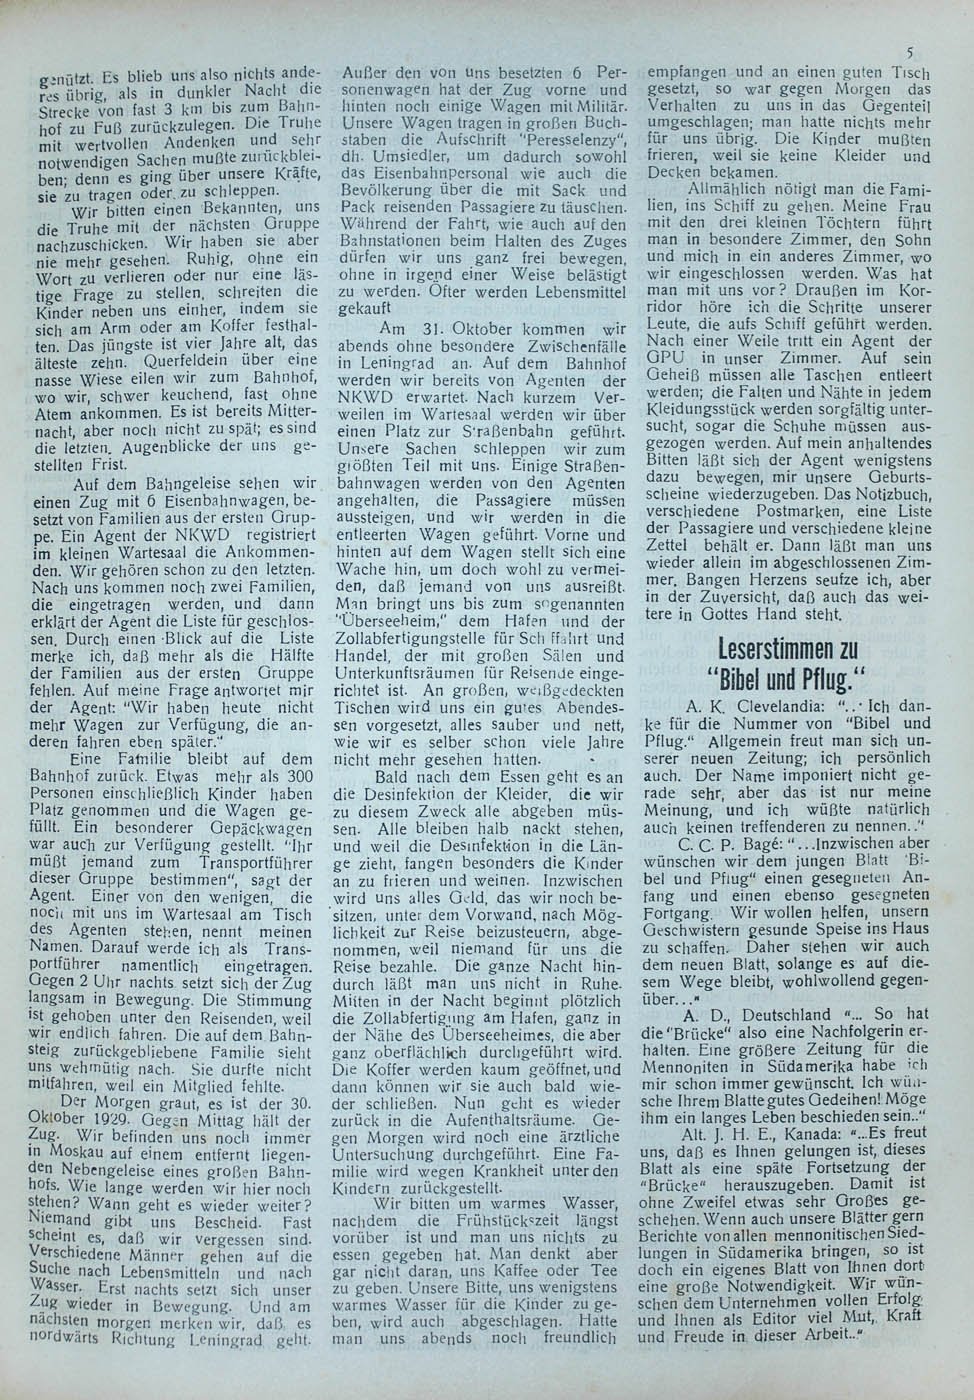 5
genützt. Es blieb uns also nichts ande-
res übrig, als in dunkler Nacht die
Strecke von fast 3 km bis zum Bahn-
hof zu Fuß zurückzulegen. Die Truhe
mit wertvollen Andenken und sehr
notwendigen Sachen mußte zurückblei-
ben; denn es ging über unsere Kräfte,
sie zu tragen oder zu schleppen.
Wir bitten einen Bekannten, uns
die Truhe mit der nächsten Gruppe
nachzuschicken. Wir haben sie aber
nie mehr gesehen. Ruhig, ohne ein
Wort zu verlieren oder nur eine läs-
tige Frage zu stellen, schreiten die
Kinder neben uns einher, indem sie
sich am Arm oder am Koffer festhal-
ten. Das jüngste ist vier Jahre alt, das
älteste zehn. Querfeldein über eine
nasse Wiese eilen wir zum Bahnhof,
wo wir, schwer keuchend, fast ohne
Atem ankommen. Es ist bereits Mitter-
nacht, aber noch nicht zu spät; es sind
die letzten. Augenblicke der uns ge-
stellten Frist.
Auf dem Bahngeleise sehen wir
einen Zug mit 6 Eisenbahnwagen, be-
setzt von Familien aus der ersten Grup-
pe. Ein Agent der NKWD registriert
im kleinen Wartesaal die Ankommen-
den. Wir gehören schon zu den letzten.
Nach uns kommen noch zwei Familien,
die eingetragen werden, und dann
erklärt der Agent die Liste für geschlos-
sen. Durch einen Blick auf die Liste
merke ich, daß mehr als die Hälfte
der Familien aus der ersten Gruppe
fehlen. Auf meine Frage antwortet mir
der Agent: "Wir haben heute nicht
mehr Wagen zur Verfügung, die an-
deren fahren eben später."
Eine Familie bleibt auf dem
Bahnhof zurück. Etwas mehr als 300
Personen einschließlich Kinder haben
Platz genommen und die Wagen ge-
füllt. Ein besonderer Gepäckwagen
war auch zur Verfügung gestellt. "Ihr
müßt jemand zum Transportführer
dieser Gruppe bestimmen", sagt der
Agent. Einer von den wenigen, die
noch mit uns im Wartesaal am Tisch
des Agenten stehen, nennt meinen
Namen. Darauf werde ich als Trans-
portführer namentlich eingetragen.
Gegen 2 Uhr nachts setzt sich der Zug
langsam in Bewegung. Die Stimmung
ist gehoben unter den Reisenden, weil
wir endlich fahren. Die auf dem Bahn-
steig zurückgebliebene Familie sieht
uns wehmütig nach. Sie durfte nicht
mitfahren, weil ein Mitglied fehlte.
Der Morgen graut, es ist der 30.
Oktober 1929. Gegen Mittag hält der
Zug. Wir befinden uns noch immer
in Moskau auf einem entfernt liegen-
den Nebengeleise eines großen Bahn-
hofs. Wie lange werden wir hier noch
stehen? Wann geht es wieder weiter?
Niemand gibt uns Bescheid. Fast
scheint es, daß wir vergessen sind.
Verschiedene Männer gehen auf die
Suche nach Lebensmitteln und nach
Wasser. Erst nachts setzt sich unser
Zug wieder in Bewegung. Und am
nächsten morgen merken wir, daß es
nordwärts Richtung Leningrad geht.
Außer den von uns besetzten 6 Per-
sonenwagen hat der Zug vorne und
hinten noch einige Wagen mit Militär.
Unsere Wagen tragen in großen Buch-
staben die Aufschrift "Peresselenzy",
dh. Umsiedler, um dadurch sowohl
das Eisenbahnpersonal wie auch die
Bevölkerung über die mit Sack und
Pack reisenden Passagiere zu täuschen.
Während der Fahrt, wie auch auf den
Bahnstationen beim Halten des Zuges
dürfen wir uns ganz frei bewegen,
ohne in irgend einer Weise belästigt
zu werden. Öfter werden Lebensmittel
gekauft
Am 31. Oktober kommen wir
abends ohne besondere Zwischenfälle
in Leningrad an. Auf dem Bahnhof
werden wir bereits von Agenten der
NKWD erwartet. Nach kurzem Ver-
weilen im Wartesaal werden wir über
einen Platz zur Straßenbahn geführt.
Unsere Sachen schleppen wir zum
größten Teil mit uns. Einige Straßen-
bahnwagen werden von den Agenten
angehalten, die Passagiere müssen
aussteigen, und wir werden in die
entleerten Wagen geführt. Vorne und
hinten auf dem Wagen stellt sich eine
Wache hin, um doch wohl zu vermei-
den, daß jemand von uns ausreißt.
Man bringt uns bis zum sogenannten
"Überseeheim," dem Hafen und der
Zollabfertigungstelle für Schiffahrt und
Handel, der mit großen Sälen und
Unterkunftsräumen für Reisende einge-
richtet ist. An großen, weißgedeckten
Tischen wird uns ein gutes Abendes-
sen vorgesetzt, alles sauber und nett,
wie wir es selber schon viele Jahre
nicht mehr gesehen hatten.
Bald nach dem Essen geht es an
die Desinfektion der Kleider, die wir
zu diesem Zweck alle abgeben müs-
sen. Alle bleiben halb nackt stehen,
und weil die Desinfektion in die Län-
ge zieht, fangen besonders die Kinder
an zu frieren und weinen. Inzwischen
wird uns alles Geld, das wir noch be-
sitzen, unter dem Vorwand, nach Mög-
lichkeit zur Reise beizusteuern, abge-
nommen, weil niemand für uns die
Reise bezahle. Die ganze Nacht hin-
durch läßt man uns nicht in Ruhe.
Mitten in der Nacht beginnt plötzlich
die Zollabfertigung am Hafen, ganz in
der Nähe des Überseeheimes, die aber
ganz oberflächlich durchgeführt wird.
Die Koffer werden kaum geöffnet, und
dann können wir sie auch bald wie-
der schließen. Nun geht es wieder
zurück in die Aufenthaltsräume. Ge-
gen Morgen wird noch eine ärztliche
Untersuchung durchgeführt. Eine Fa-
milie wird wegen Krankheit unter den
Kindern zurückgestellt.
Wir bitten um warmes Wasser,
nachdem die Frühstückszeit längst
vorüber ist und man uns nichts zu
essen gegeben hat. Man denkt aber
gar nicht daran, uns Kaffee oder Tee
zu geben. Unsere Bitte, uns wenigstens
warmes Wasser für die Kinder zu ge-
ben, wird auch abgeschlagen. Hatte
man uns abends noch freundlich
empfangen und an einen guten Tisch
gesetzt, so war gegen Morgen das
Verhalten zu uns in das Gegenteil
umgeschlagen; man hatte nichts mehr
für uns übrig. Die Kinder mußten
frieren, weil sie keine Kleider und
Decken bekamen.
Allmählich nötigt man die Fami-
lien, ins Schiff zu gehen. Meine Frau
mit den drei kleinen Töchtern führt
man in besondere Zimmer, den Sohn
und mich in ein anderes Zimmer, wo
wir eingeschlossen werden. Was hat
man mit uns vor? Draußen im Kor-
ridor höre ich die Schritte unserer
Leute, die aufs Schiff geführt werden.
Nach einer Weile tritt ein Agent der
GPU in unser Zimmer. Auf sein
Geheiß müssen alle Taschen entleert
werden; die Falten und Nähte in jedem
Kleidungsstück werden sorgfältig unter-
sucht, sogar die Schuhe müssen aus-
gezogen werden. Auf mein anhaltendes
Bitten läßt sich der Agent wenigstens
dazu bewegen, mir unsere Geburts-
scheine wiederzugeben. Das Notizbuch,
verschiedene Postmarken, eine Liste
der Passagiere und verschiedene kleine
Zettel behält er. Dann läßt man uns
wieder allein im abgeschlossenen Zim-
mer. Bangen Herzens seufze ich, aber
in der Zuversicht, daß auch das wei-
tere in Gottes Hand steht.
Leserstimmen zu
"Bibel und Pflug."
A. K. Clevelandia: "... Ich dan-
ke für die Nummer von "Bibel und
Pflug." Allgemein freut man sich un-
serer neuen Zeitung; ich persönlich
auch. Der Name imponiert nicht ge-
rade sehr, aber das ist nur meine
Meinung, und ich wüßte natürlich
auch keinen treffenderen zu nennen.."
C. C. P. Bagé: "...Inzwischen aber
wünschen wir dem jungen Blatt "Bi-
bel und Pflug" einen gesegneten An-
fang und einen ebenso gesegneten
Fortgang. Wir wollen helfen, unsern
Geschwistern gesunde Speise ins Haus
zu schaffen. Daher stehen wir auch
dem neuen Blatt, solange es auf die-
sem Wege bleibt, wohlwollend gegen-
über..."
A. D., Deutschland "... So hat
die "Brücke" also eine Nachfolgerin er-
halten. Eine größere Zeitung für die
Mennoniten in Südamerika habe ich
mir schon immer gewünscht. Ich wün-
sche Ihrem Blatte gutes Gedeihen! Möge
ihm ein langes Leben beschieden sein.."
Alt. J. H. E., Kanada: "...Es freut
uns, daß es Ihnen gelungen ist, dieses
Blatt als eine späte Fortsetzung der
"Brücke" herauszugeben. Damit ist
ohne Zweifel etwas sehr Großes ge-
schehen. Wenn auch unsere Blätter gern
Berichte von allen mennonitischen Sied-
lungen in Südamerika bringen, so ist
doch ein eigenes Blatt von Ihnen dort
eine große Notwendigkeit. Wir wün-
schen dem Unternehmen vollen Erfolg
und Ihnen als Editor viel Mut, Kraft
und Freude in dieser Arbeit.."